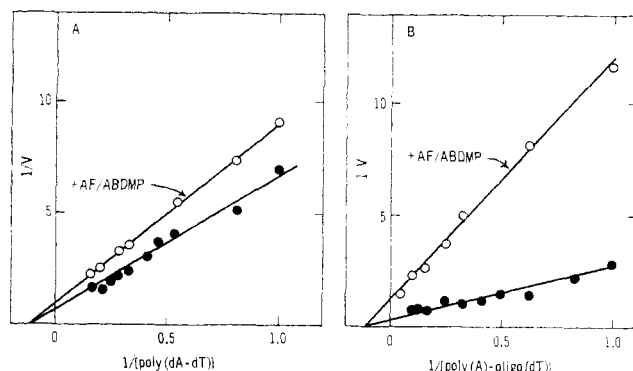 A
10
5
1/V
+AF/ABDMP
0
0.5
1.0
1/[poly(dA-dT)]
B
10
5
1/V
+AF/ABDMP
0
0.5
1.0
1/[poly(A)-oligo(dT)]